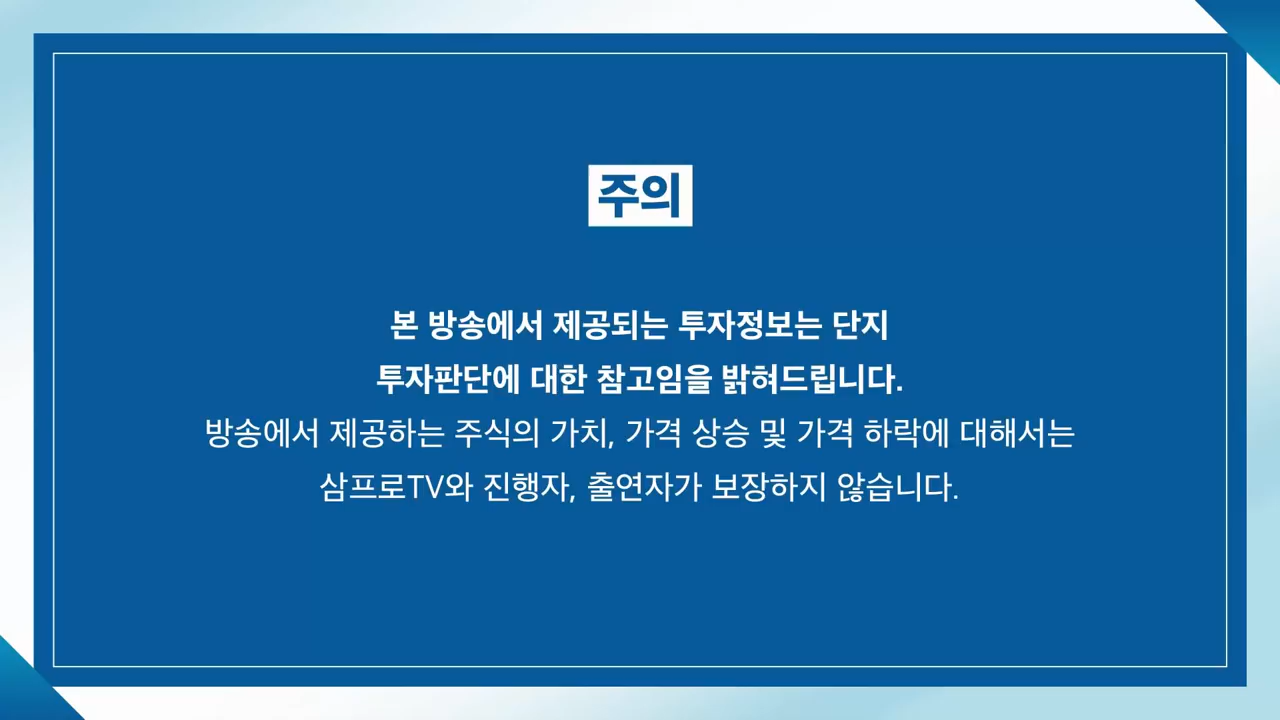 주의
본 방송에서 제공되는 투자정보는 단지
투자판단에 대한 참고임을 밝혀드립니다.
방송에서 제공하는 주식의 가치, 가격 상승 및 가격 하락에 대해서는
삼프로TV와 진행자, 출연자가 보장하지 않습니다.